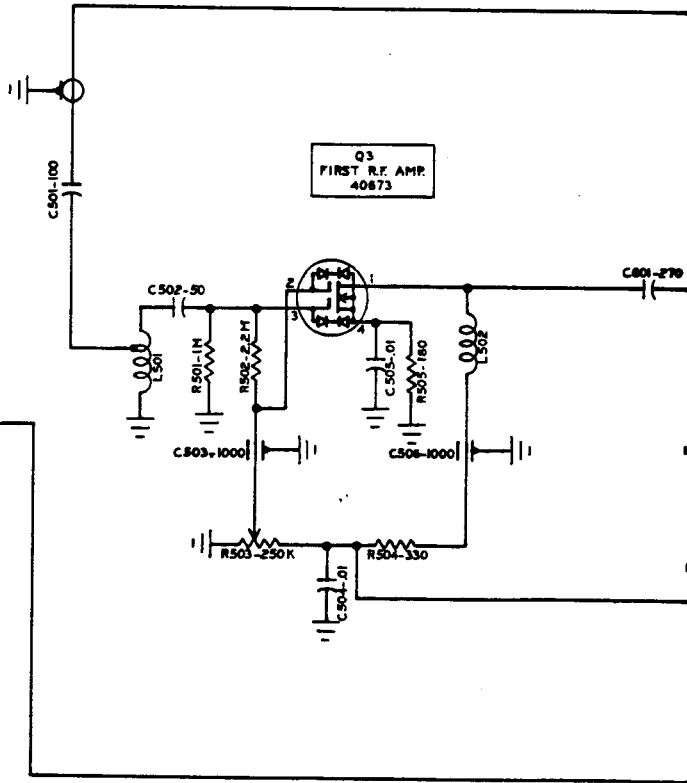 Q3
FIRST R.F. AMP.
40673
C501-100
C502-50
2
1
3
4
C601-270
L501
R501-1M
R502-2.2M
C505-.01
R505-180
L502
C503-1000
C506-1000
R503-250K
R504-330
C504-.01